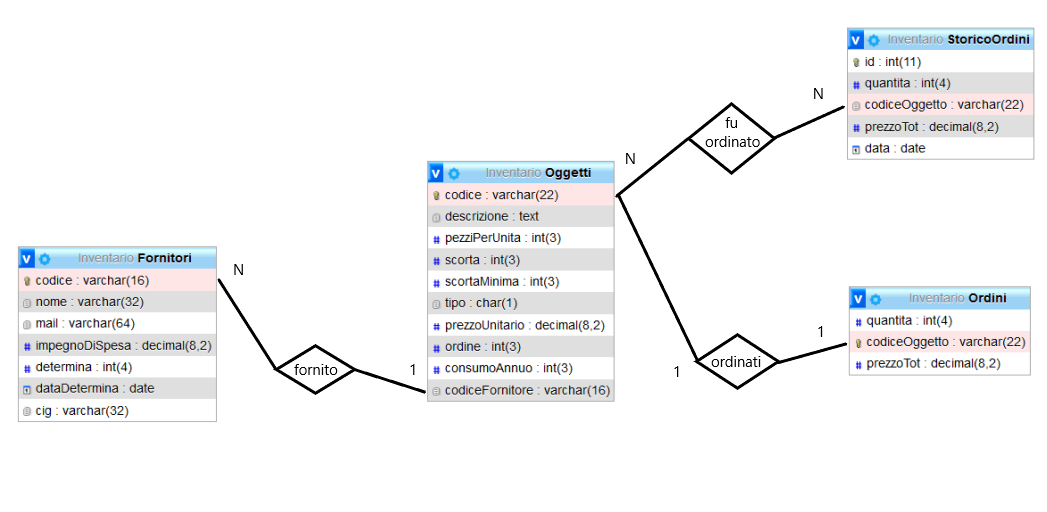 Inventario StoricoOrdini
id : int(11)
quantita : int(4)
codiceOggetto : varchar(22)
prezzoTot : decimal(8,2)
data : date
N
fu
ordinato
N
Inventario Oggetti
codice : varchar(22)
descrizione : text
pezziPerUnita : int(3)
scorta : int(3)
scortaMinima : int(3)
tipo : char(1)
prezzoUnitario : decimal(8,2)
ordine : int(3)
consumoAnnuo : int(3)
codiceFornitore : varchar(16)
Inventario Fornitori
codice : varchar(16)
nome : varchar(32)
mail : varchar(64)
impegnoDiSpesa : decimal(8,2)
determina : int(4)
dataDetermina : date
cig : varchar(32)
N
fornito
1
Inventario Ordini
quantita : int(4)
codiceOggetto : varchar(22)
prezzoTot : decimal(8,2)
1
ordinati
1